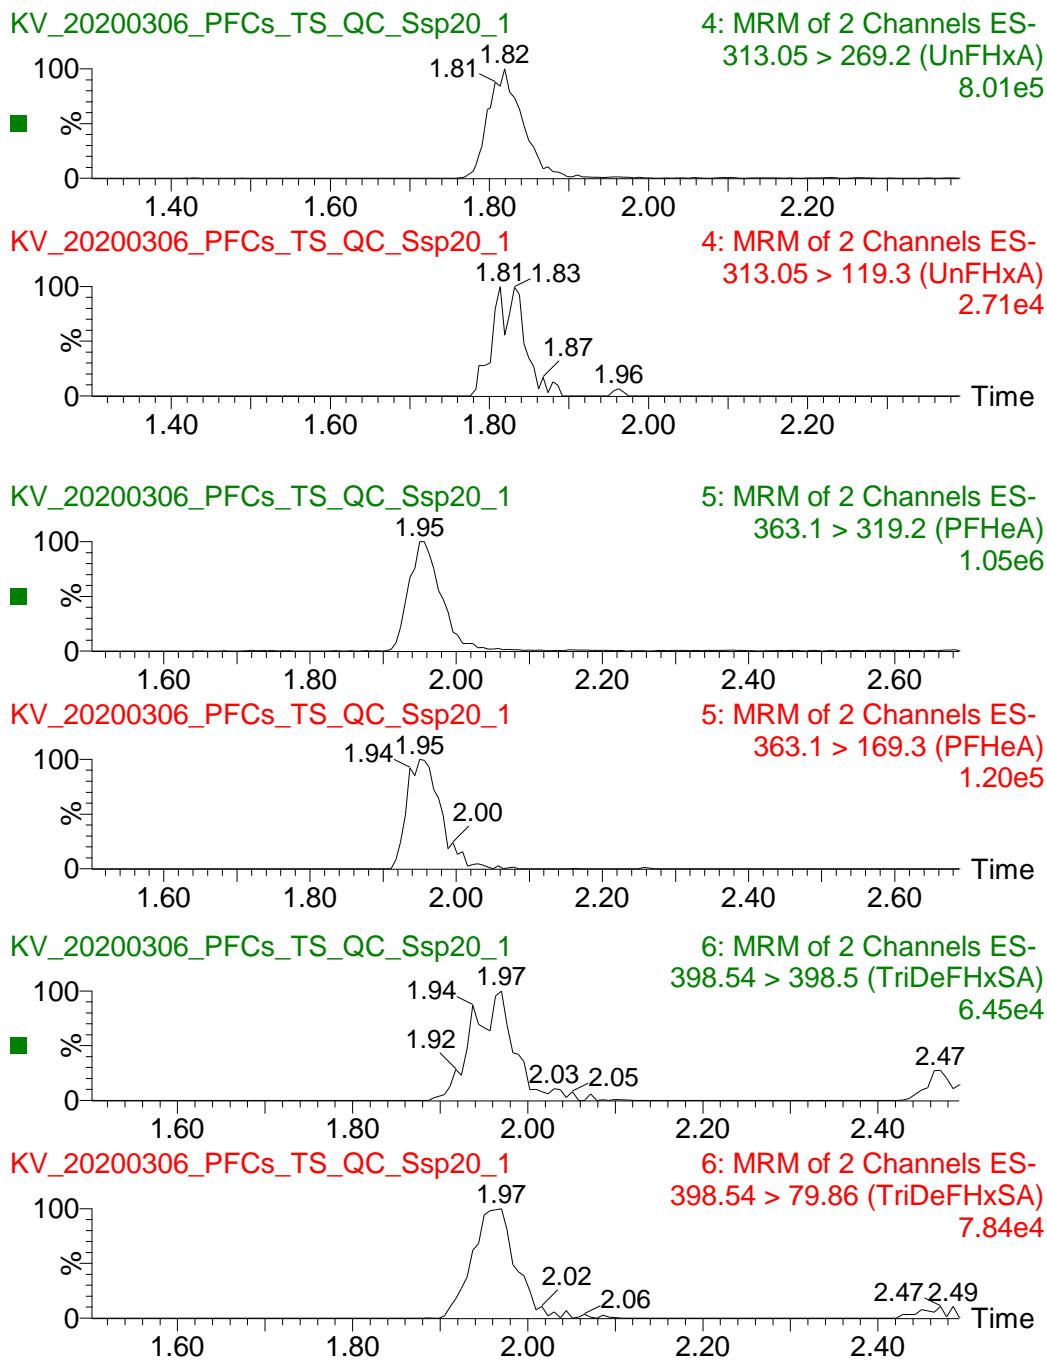 KV_20200306_PFCs_TS_QC_Ssp20_1
4: MRM of 2 Channels ES-
313.05 > 269.2 (UnFHxA)
8.01e5
1.82
1.81
100
%
0
1.40 1.60 1.80 2.00 2.20
KV_20200306_PFCs_TS_QC_Ssp20_1
4: MRM of 2 Channels ES-
313.05 > 119.3 (UnFHxA)
2.71e4
1.81 1.83
100
%
1.87
1.96
0
Time
1.40 1.60 1.80 2.00 2.20
KV_20200306_PFCs_TS_QC_Ssp20_1
5: MRM of 2 Channels ES-
363.1 > 319.2 (PFHeA)
1.05e6
1.95
100
%
0
1.60 1.80 2.00 2.20 2.40 2.60
KV_20200306_PFCs_TS_QC_Ssp20_1
5: MRM of 2 Channels ES-
363.1 > 169.3 (PFHeA)
1.20e5
1.94 1.95
100
%
2.00
0
Time
1.60 1.80 2.00 2.20 2.40 2.60
KV_20200306_PFCs_TS_QC_Ssp20_1
6: MRM of 2 Channels ES-
398.54 > 398.5 (TriDeFHxSA)
6.45e4
1.97
1.94
100
%
1.92
2.03 2.05
2.47
0
1.60 1.80 2.00 2.20 2.40
KV_20200306_PFCs_TS_QC_Ssp20_1
6: MRM of 2 Channels ES-
398.54 > 79.86 (TriDeFHxSA)
7.84e4
1.97
100
%
2.02
2.06
2.47 2.49
0
Time
1.60 1.80 2.00 2.20 2.40